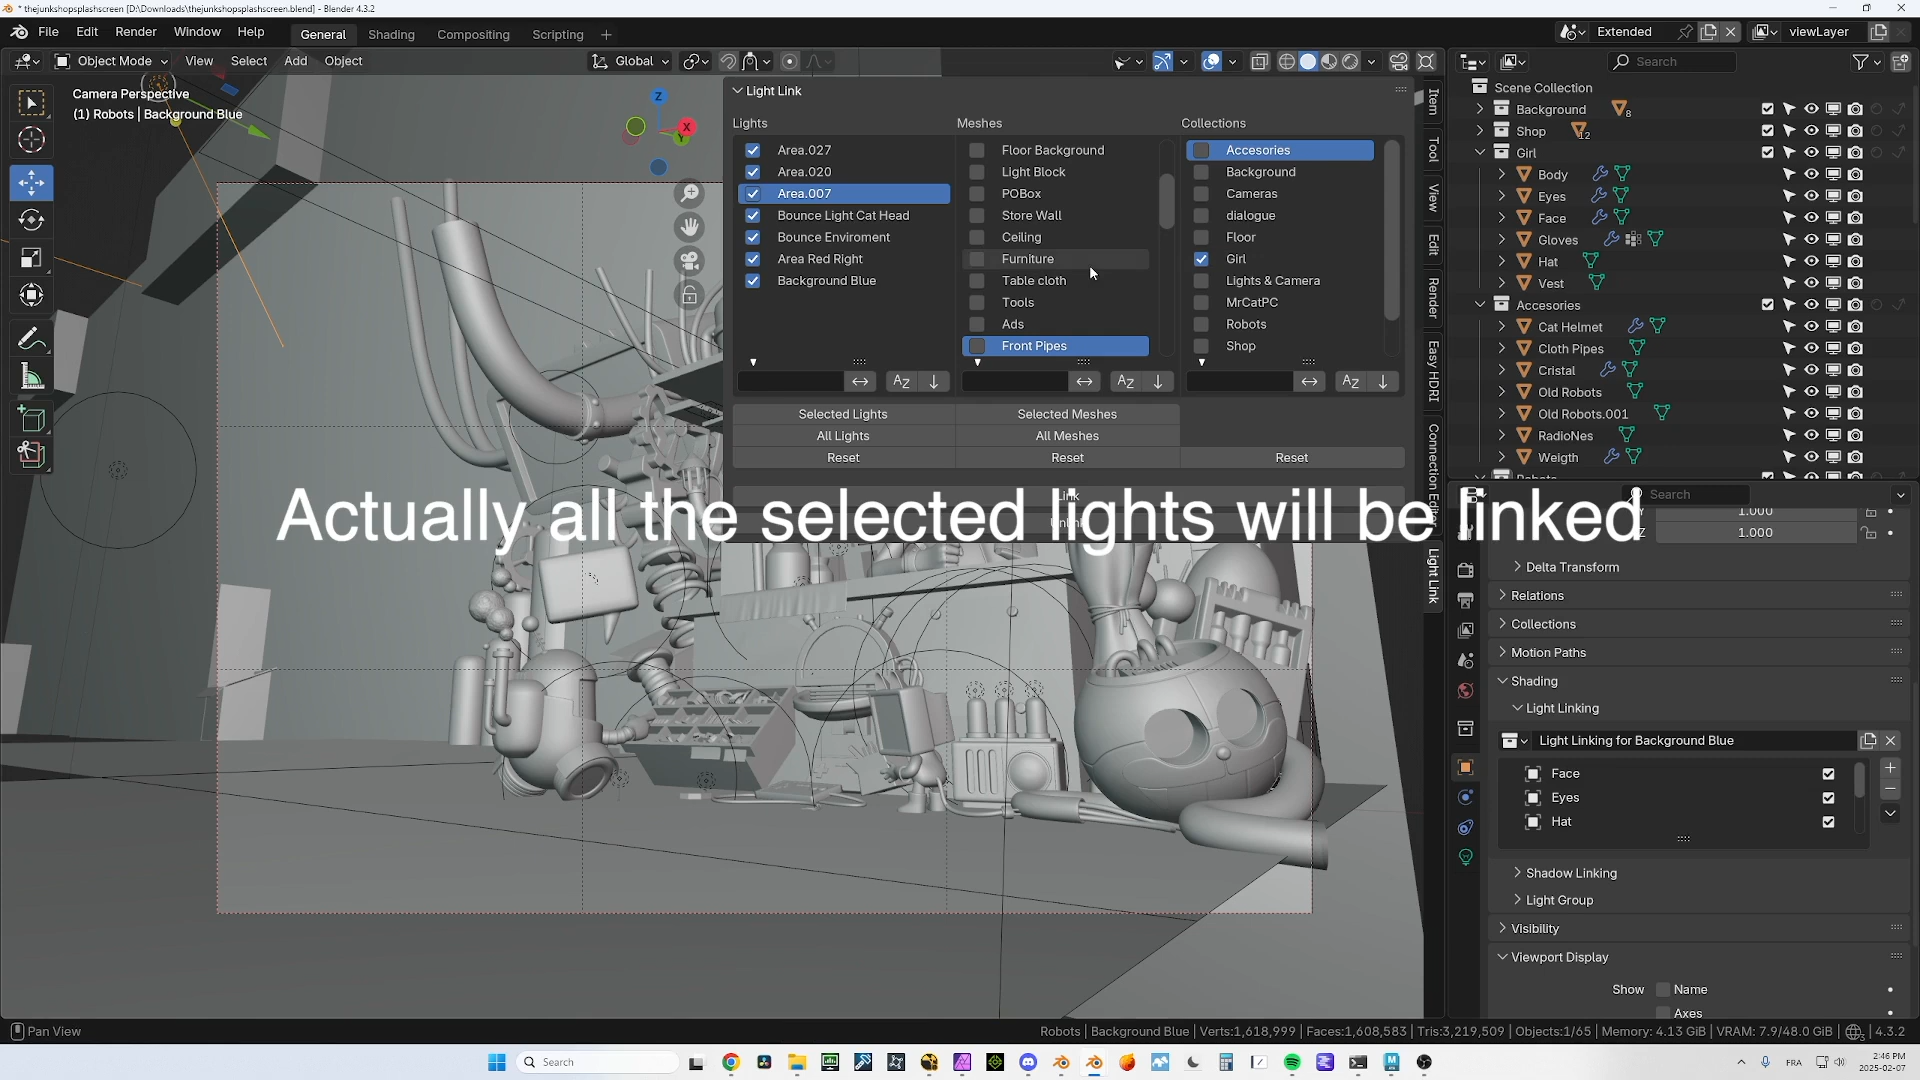 * thejunkshopsplashscreen [D:\Downloads\thejunkshopsplashscreen.blend] - Blender 4.3.2
File Edit Render Window Help General Shading Compositing Scripting + Extended viewLayer
Object Mode View Select Add Object Global Search
Camera Perspective
(1) Robots | Background Blue
Z
X
Y
Light Link
Lights Meshes Collections
Area.027 Floor Background Accesories
Area.020 Light Block Background
Area.007 POBox Cameras
Bounce Light Cat Head Store Wall dialogue
Bounce Enviroment Ceiling Floor
Area Red Right Furniture Girl
Background Blue Table cloth Lights & Camera
Tools MrCatPC
Ads Robots
Front Pipes Shop
Selected Lights Selected Meshes
All Lights All Meshes
Reset Reset Reset
Link
Actually all the selected lights will be linked
Item
Tool
View
Edit
Render
Easy HDRI
Connection Editor
Light Link
Scene Collection
Background 8
Shop 12
Girl
Body
Eyes
Face
Gloves
Hat
Vest
Accesories
Cat Helmet
Cloth Pipes
Cristal
Old Robots
Old Robots.001
RadioNes
Weigth
Search
1.000
Z 1.000
Delta Transform
Relations
Collections
Motion Paths
Shading
Light Linking
Light Linking for Background Blue
Face
Eyes
Hat
Shadow Linking
Light Group
Visibility
Viewport Display
Show Name
Axes
Pan View Robots | Background Blue | Verts:1,618,999 | Faces:1,608,583 | Tris:3,219,509 | Objects:1/65 | Memory: 4.13 GiB | VRAM: 7.9/48.0 GiB | 4.3.2
Search FRA 2:46 PM
2025-02-07